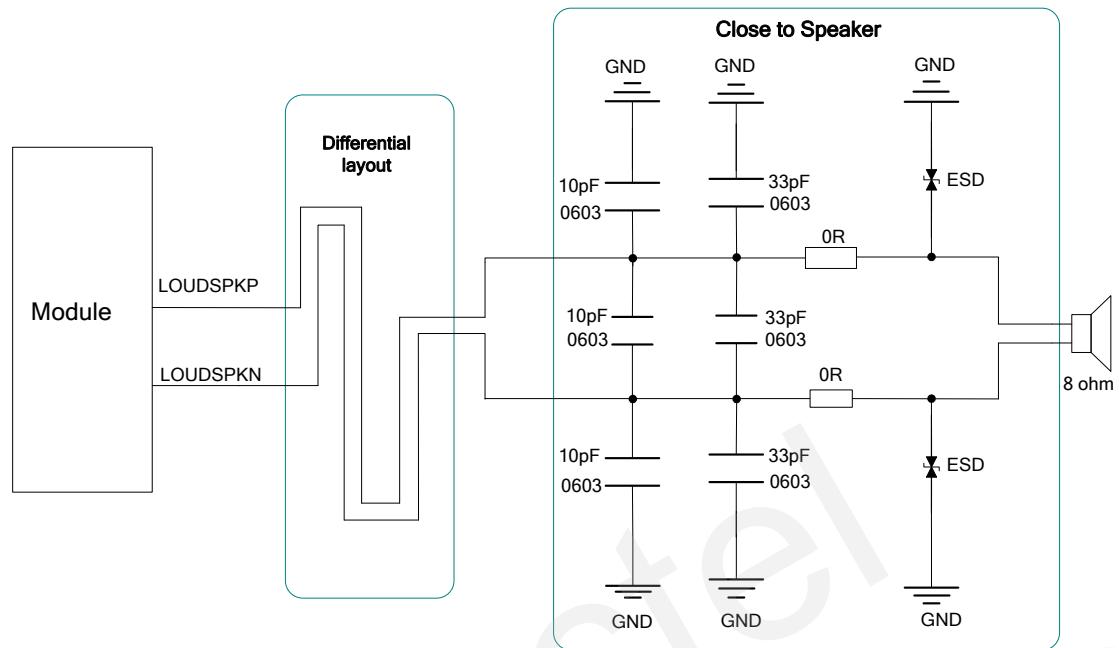 Close to Speaker
GND
GND
GND
Differential
layout
10pF
0603
33pF
0603
ESD
0R
LOUDSPKP
Module
10pF
0603
33pF
0603
LOUDSPKN
0R
8 ohm
10pF
0603
33pF
0603
ESD
GND
GND
GND